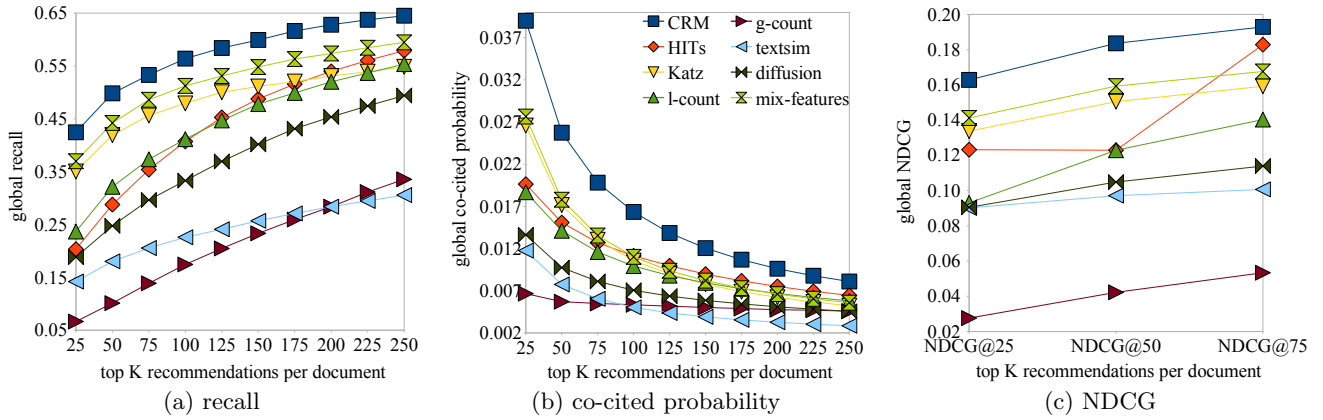 0.65
0.55
0.45
0.35
0.25
0.15
0.05
global recall
25 50 75 100 125 150 175 200 225 250
top K recommendations per document
(a) recall
0.037
0.032
0.027
0.022
0.017
0.012
0.007
0.002
global co-cited probability
CRM
HITs
Katz
l-count
g-count
textsim
diffusion
mix-features
25 50 75 100 125 150 175 200 225 250
top K recommendations per document
(b) co-cited probability
0.20
0.18
0.16
0.14
0.12
0.10
0.08
0.06
0.04
0.02
global NDCG
NDCG@25 NDCG@50 NDCG@75
top K recommendations per document
(c) NDCG